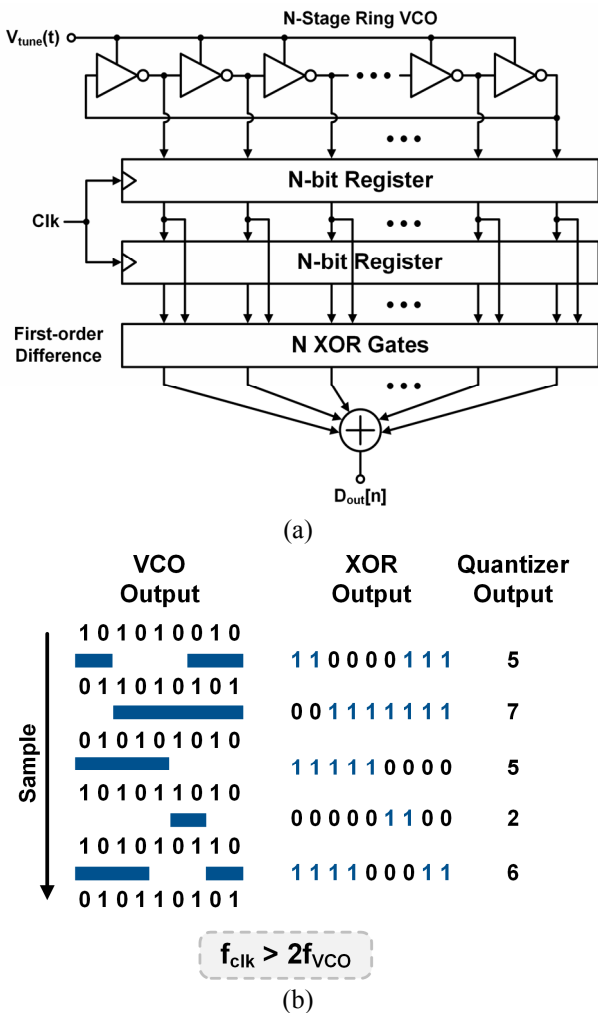 N-Stage Ring VCO
Vtune(t)
N-bit Register
Clk
N-bit Register
First-order
Difference
N XOR Gates
Dout[n]
(a)
VCO
Output
XOR
Output
Quantizer
Output
Sample
1 0 1 0 1 0 0 1 0
1 1 0 0 0 0 1 1 1
5
0 1 1 0 1 0 1 0 1
0 0 1 1 1 1 1 1 1
7
0 1 0 1 0 1 0 1 0
1 1 1 1 1 0 0 0 0
5
1 0 1 0 1 1 0 1 0
0 0 0 0 0 1 1 0 0
2
1 0 1 0 1 0 1 1 0
1 1 1 1 0 0 0 1 1
6
0 1 0 1 1 0 1 0 1
fclk > 2fVCO
(b)